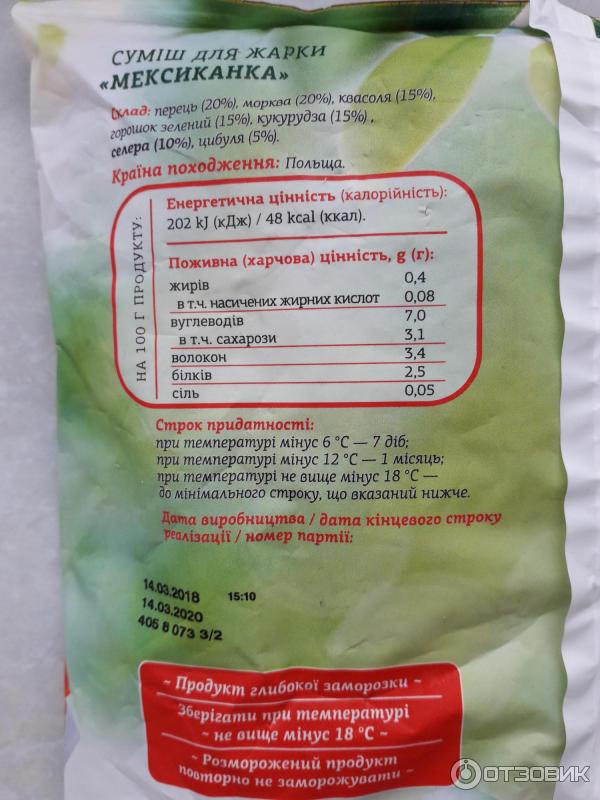 СУМІШ ДЛЯ ЖАРКИ
«МЕКСИКАНКА»
Склад: перець (20%), морква (20%), квасоля (15%),
горошок зелений (15%), кукурудза (15%),
селера (10%), цибуля (5%).
Країна походження: Польща.
НА 100 Г ПРОДУКТУ:
Енергетична цінність (калорійність):
202 kJ (кДж) / 48 kcal (ккал).
Поживна (харчова) цінність, g (г):
жирів 0,4
в т.ч. насичених жирних кислот 0,08
вуглеводів 7,0
в т.ч. сахарози 3,1
волокон 3,4
білків 2,5
сіль 0,05
Строк придатності:
при температурі мінус 6 °C — 7 діб;
при температурі мінус 12 °C — 1 місяць;
при температурі не вище мінус 18 °C —
до мінімального строку, що вказаний нижче.
Дата виробництва / дата кінцевого строку
реалізації / номер партії:
14.03.2018 15:10
14.03.2020
405 8 073 3/2
~ Продукт глибокої заморозки ~
Зберігати при температурі
~ не вище мінус 18 °C ~
~ Розморожений продукт
повторно не заморожувати ~
ОТЗОВИК